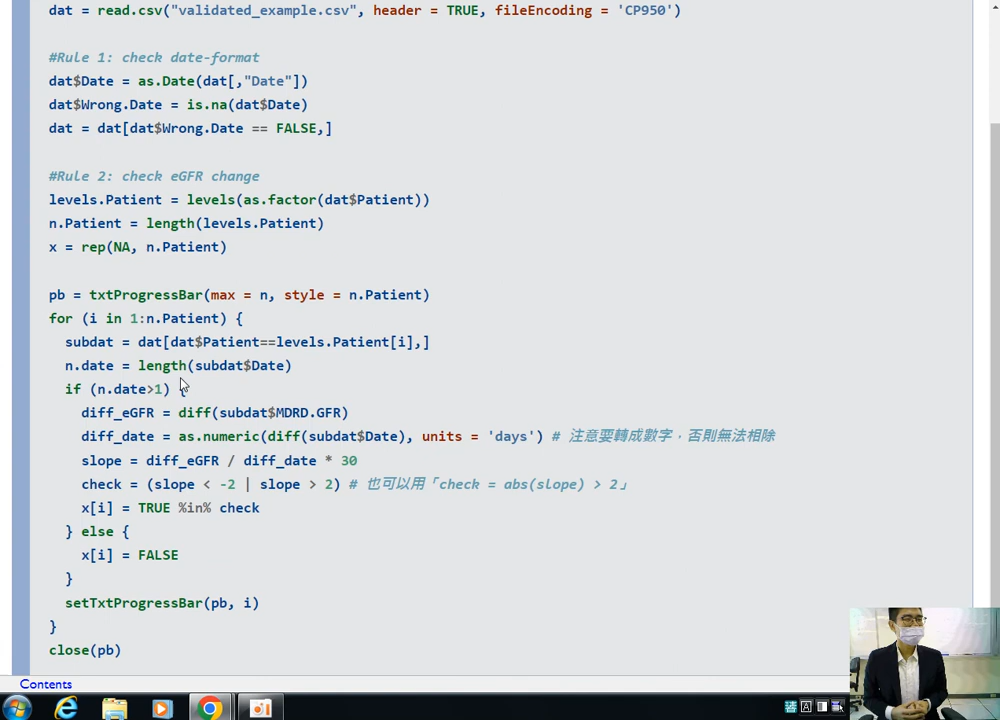 dat = read.csv("validated_example.csv", header = TRUE, fileEncoding = 'CP950')
#Rule 1: check date-format
dat$Date = as.Date(dat[,"Date"])
dat$Wrong.Date = is.na(dat$Date)
dat = dat[dat$Wrong.Date == FALSE,]
#Rule 2: check eGFR change
levels.Patient = levels(as.factor(dat$Patient))
n.Patient = length(levels.Patient)
x = rep(NA, n.Patient)
pb = txtProgressBar(max = n, style = n.Patient)
for (i in 1:n.Patient) {
subdat = dat[dat$Patient==levels.Patient[i],]
n.date = length(subdat$Date)
if (n.date>1) {
diff_eGFR = diff(subdat$MDRD.GFR)
diff_date = as.numeric(diff(subdat$Date), units = 'days') # 注意要轉成數字，否則無法相除
slope = diff_eGFR / diff_date * 30
check = (slope < -2 | slope > 2) # 也可以用「check = abs(slope) > 2」
x[i] = TRUE %in% check
} else {
x[i] = FALSE
}
setTxtProgressBar(pb, i)
}
close(pb)
Contents